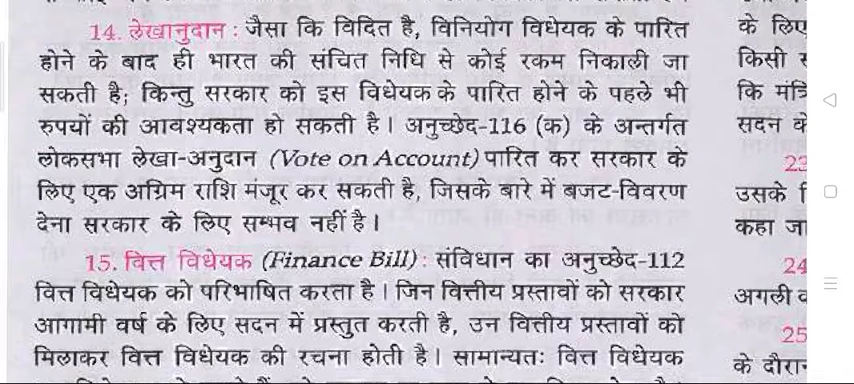 14. लेखानुदान : जैसा कि विदित है, विनियोग विधेयक के पारित
होने के बाद ही भारत की संचित निधि से कोई रकम निकाली जा
सकती है; किन्तु सरकार को इस विधेयक के पारित होने के पहले भी
रुपयों की आवश्यकता हो सकती है। अनुच्छेद-116 (क) के अन्तर्गत
लोकसभा लेखा-अनुदान (Vote on Account) पारित कर सरकार के
लिए एक अग्रिम राशि मंजूर कर सकती है, जिसके बारे में बजट-विवरण
देना सरकार के लिए सम्भव नहीं है।
15. वित्त विधेयक (Finance Bill) : संविधान का अनुच्छेद-112
वित्त विधेयक को परिभाषित करता है। जिन वित्तीय प्रस्तावों को सरकार
आगामी वर्ष के लिए सदन में प्रस्तुत करती है, उन वित्तीय प्रस्तावों को
मिलाकर वित्त विधेयक की रचना होती है। सामान्यतः वित्त विधेयक
के लिए
किसी
कि मंत्रि
सदन के
23
उसके
कहा जा
24
अगली
25
के दौरान